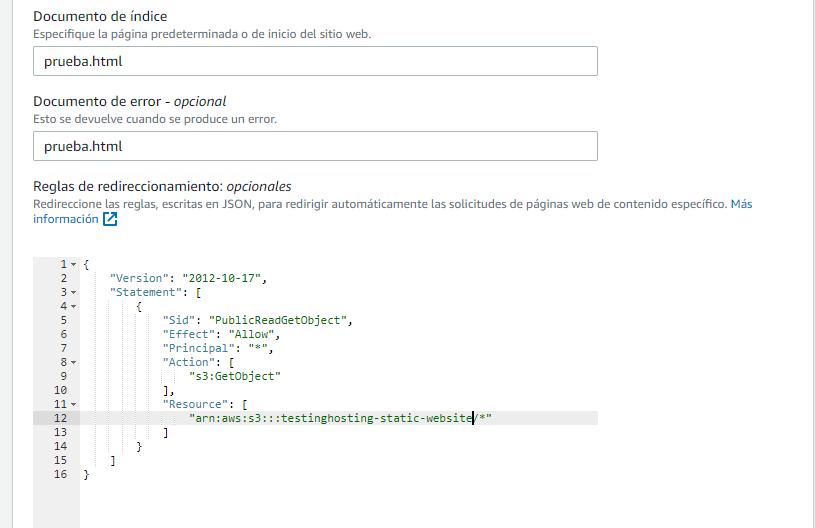 Documento de índice
Especifique la página predeterminada o de inicio del sitio web.
prueba.html
Documento de error - opcional
Esto se devuelve cuando se produce un error.
prueba.html
Reglas de redireccionamiento: opcionales
Redireccione las reglas, escritas en JSON, para redirigir automáticamente las solicitudes de páginas web de contenido específico. Más
información
1 {
2 "Version": "2012-10-17",
3 "Statement": [
4 {
5 "Sid": "PublicReadGetObject",
6 "Effect": "Allow",
7 "Principal": "*",
8 "Action": [
9 "s3:GetObject"
10 ],
11 "Resource": [
12 "arn:aws:s3:::testinghosting-static-website/*"
13 ]
14 }
15 ]
16 }